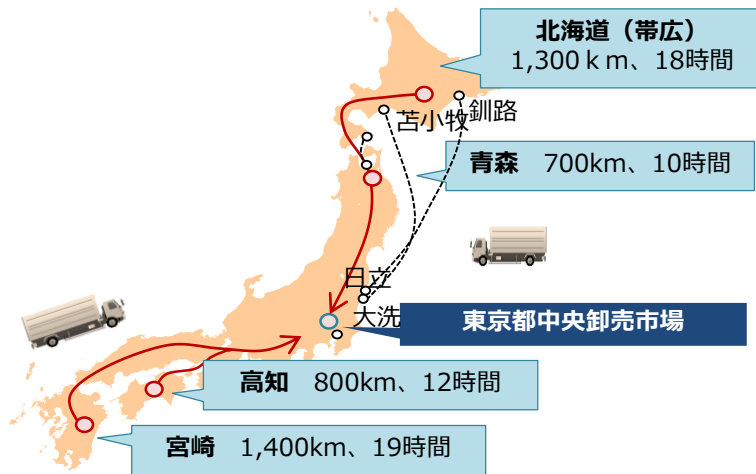 北海道（帯広）
1,300ｋm、18時間
釧路
苫小牧
青森　700km、10時間
日立
大洗
東京都中央卸売市場
高知　800km、12時間
宮崎　1,400km、19時間